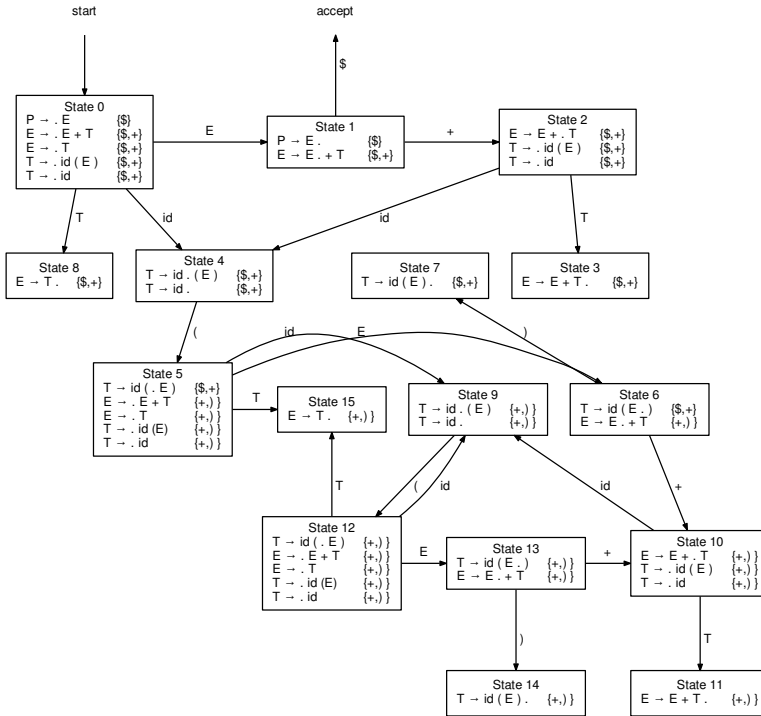 start
accept
$
State 0
P → . E {$}
E → . E + T {$,+}
E → . T {$,+}
T → . id ( E ) {$,+}
T → . id {$,+}
E
State 1
P → E . {$}
E → E . + T {$,+}
+
State 2
E → E + . T {$,+}
T → . id ( E ) {$,+}
T → . id {$,+}
T
id
id
T
State 8
E → T . {$,+}
State 4
T → id . ( E ) {$,+}
T → id . {$,+}
State 7
T → id ( E ) . {$,+}
State 3
E → E + T . {$,+}
(
id
E
)
State 5
T → id ( . E ) {$,+}
E → . E + T {+,) }
E → . T {+,) }
T → . id (E) {+,) }
T → . id {+,) }
T
State 15
E → T . {+,) }
State 9
T → id . ( E ) {+,) }
T → id . {+,) }
State 6
T → id ( E . ) {$,+}
E → E . + T {+,) }
T
(
id
id
+
State 12
T → id ( . E ) {+,) }
E → . E + T {+,) }
E → . T {+,) }
T → . id (E) {+,) }
T → . id {+,) }
E
State 13
T → id ( E . ) {+,) }
E → E . + T {+,) }
+
State 10
E → E + . T {+,) }
T → . id ( E ) {+,) }
T → . id {+,) }
)
T
State 14
T → id ( E ) . {+,) }
State 11
E → E + T . {+,) }